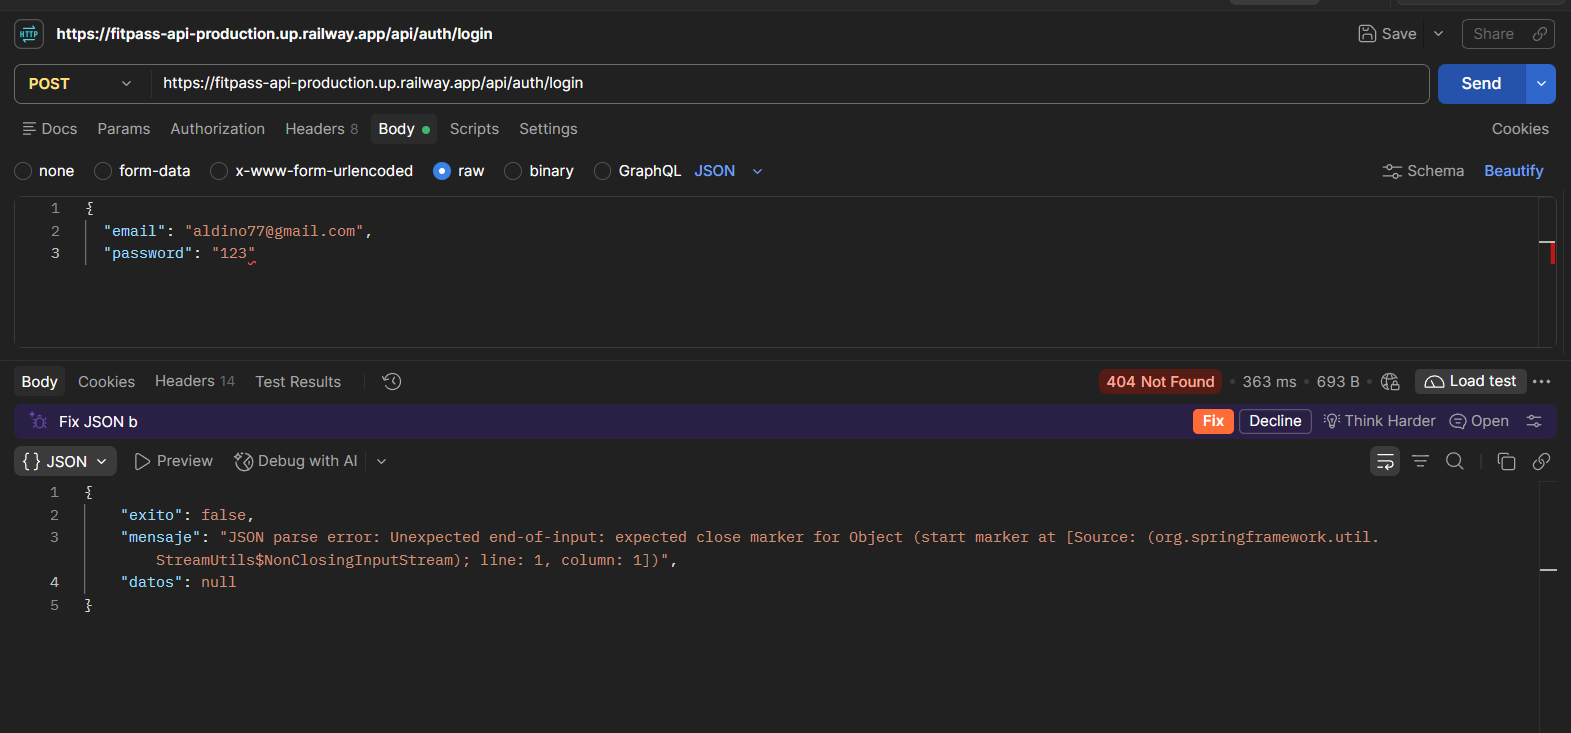 HTTP https://fitpass-api-production.up.railway.app/api/auth/login Save Share
POST https://fitpass-api-production.up.railway.app/api/auth/login Send
Docs Params Authorization Headers 8 Body Scripts Settings Cookies
none form-data x-www-form-urlencoded raw binary GraphQL JSON Schema Beautify
1 {
2 "email": "aldino77@gmail.com",
3 "password": "123"
Body Cookies Headers 14 Test Results 404 Not Found • 363 ms • 693 B • Load test
Fix JSON b Fix Decline Think Harder Open
{} JSON Preview Debug with AI
1 {
2 "exito": false,
3 "mensaje": "JSON parse error: Unexpected end-of-input: expected close marker for Object (start marker at [Source: (org.springframework.util.
StreamUtils$NonClosingInputStream); line: 1, column: 1])",
4 "datos": null
5 }